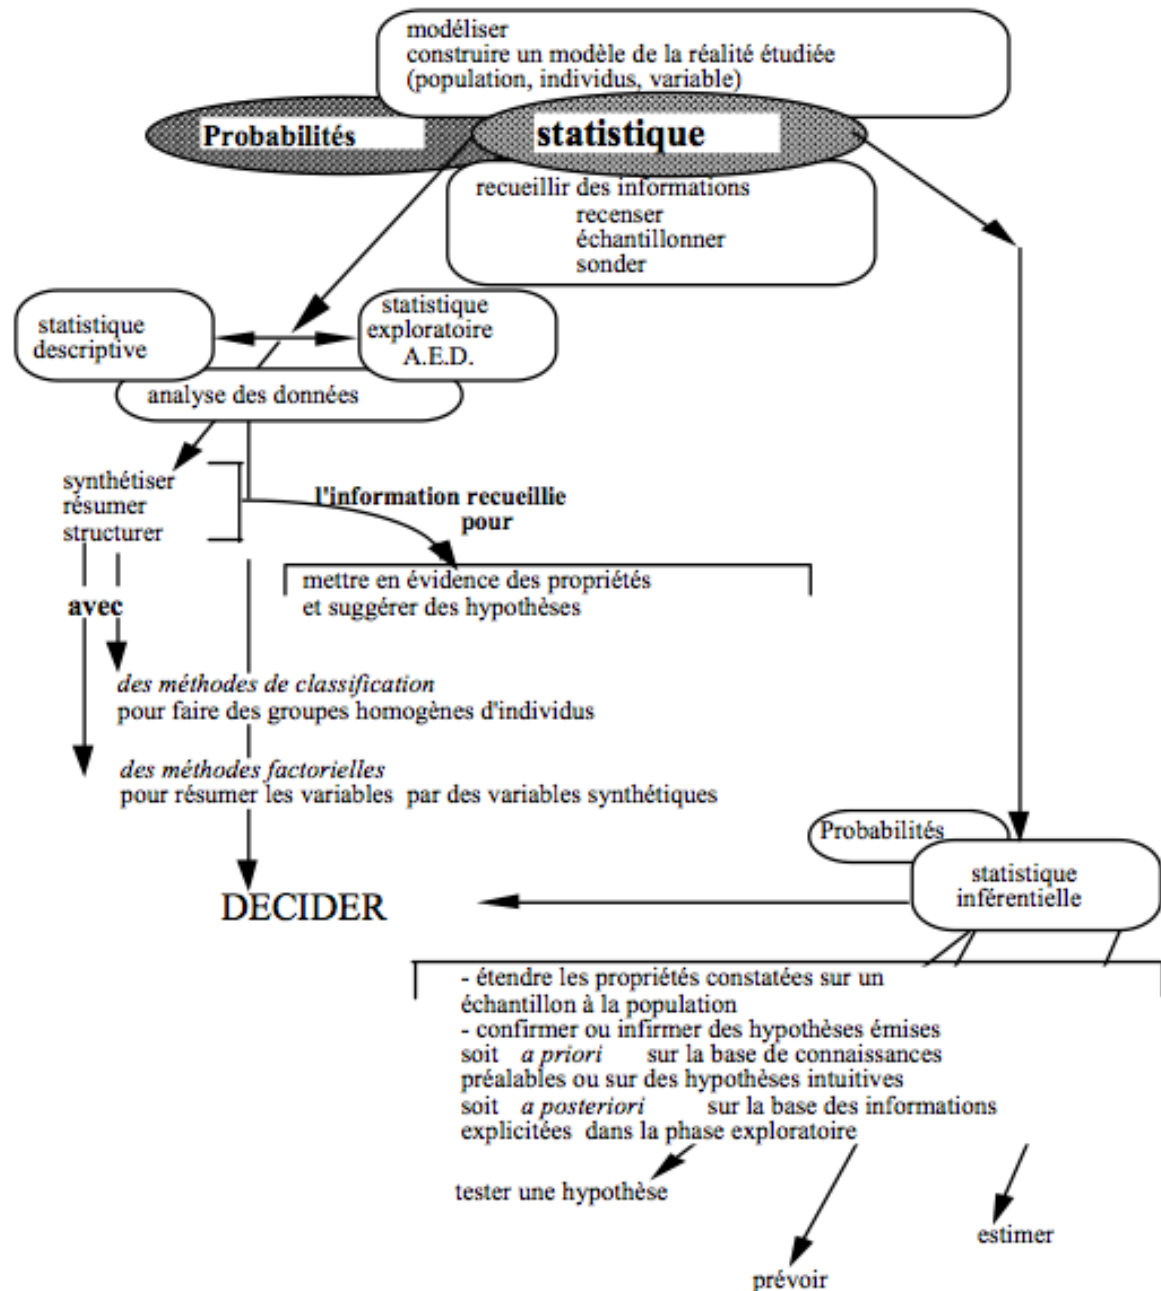 modéliser
construire un modèle de la réalité étudiée
(population, individus, variable)
Probabilités
statistique
recueillir des informations
recenser
échantillonner
sonder
statistique
descriptive
statistique
exploratoire
A.E.D.
analyse des données
synthétiser
résumer
structurer
l'information recueillie
pour
mettre en évidence des propriétés
et suggérer des hypothèses
avec
des méthodes de classification
pour faire des groupes homogènes d'individus
des méthodes factorielles
pour résumer les variables par des variables synthétiques
Probabilités
statistique
inférentielle
DECIDER
- étendre les propriétés constatées sur un
échantillon à la population
- confirmer ou infirmer des hypothèses émises
soit a priori sur la base de connaissances
préalables ou sur des hypothèses intuitives
soit a posteriori sur la base des informations
explicitées dans la phase exploratoire
tester une hypothèse
estimer
prévoir